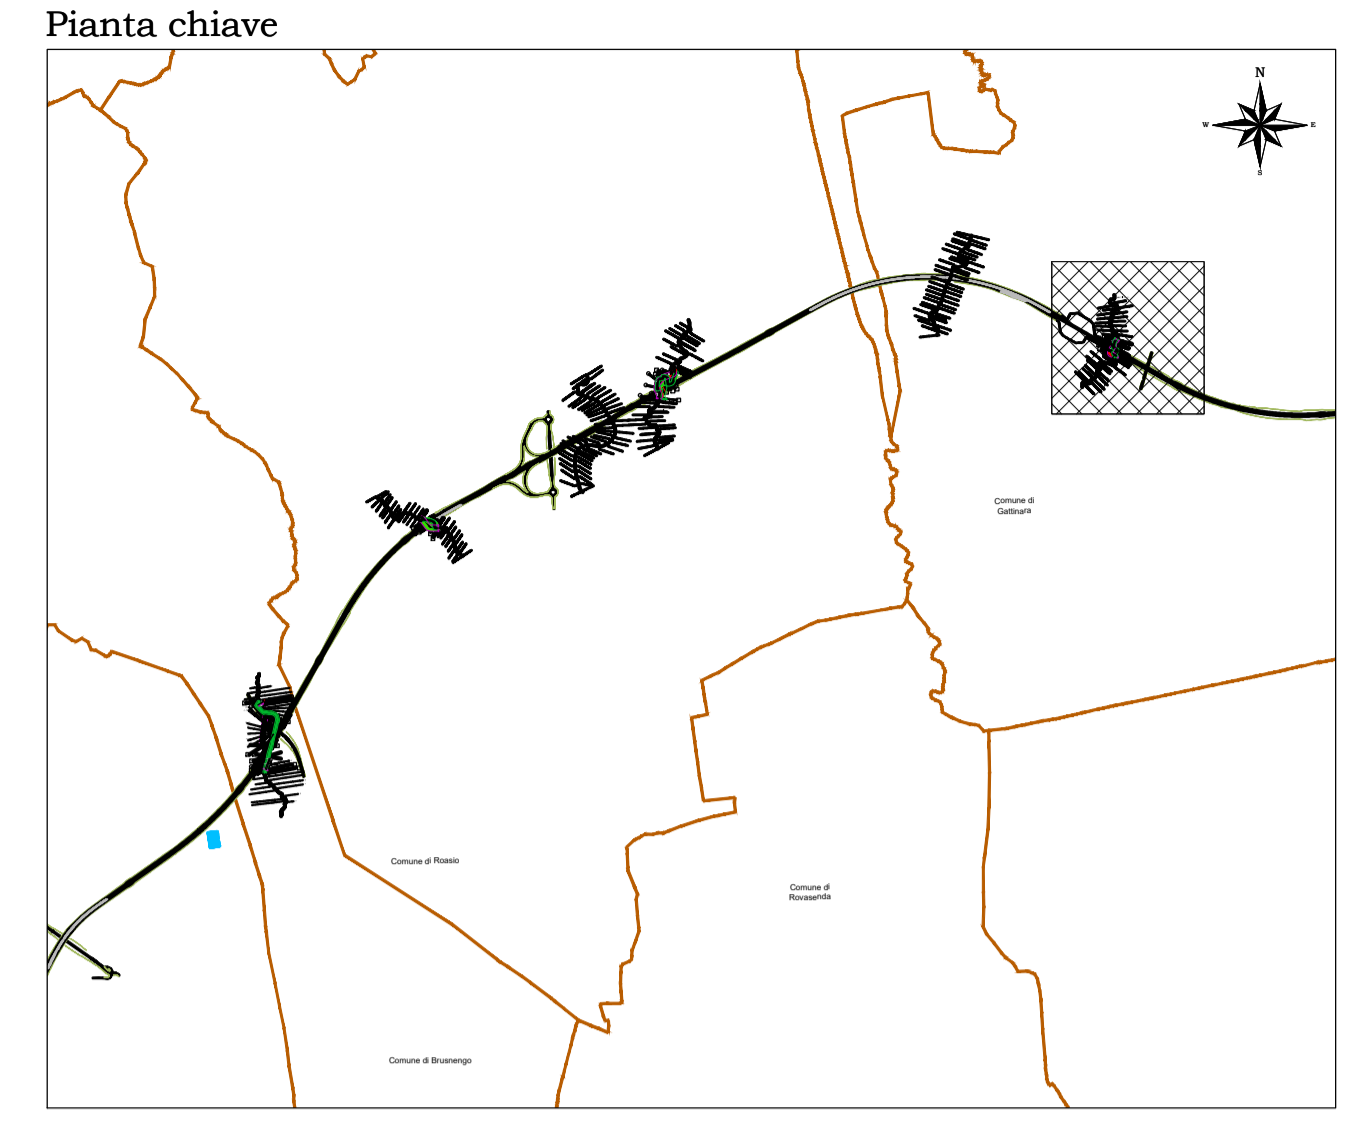 Pianta chiave
N
W
E
S
Comune di
Gattinara
Comune di Roasio
Comune di
Rovasenda
Comune di Brusnengo